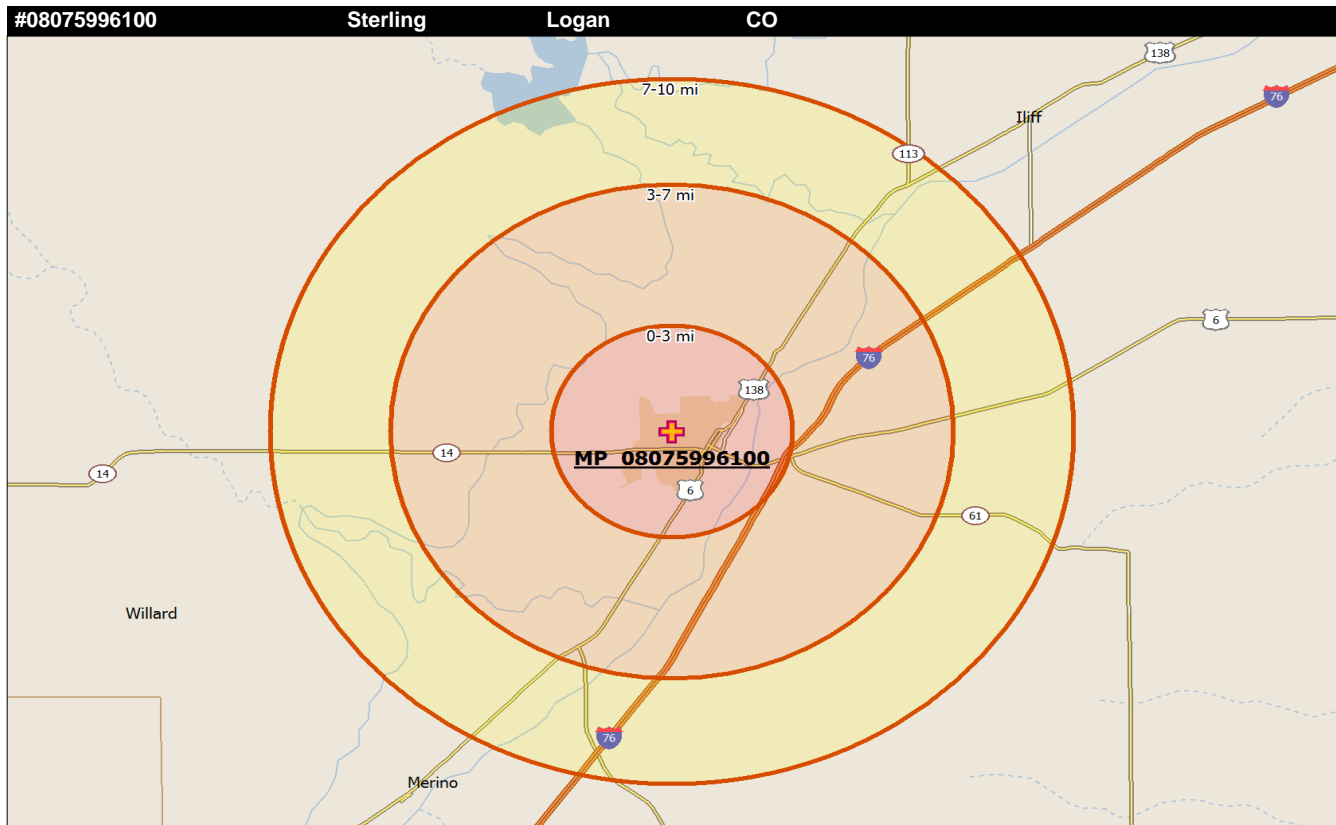 #08075996100 Sterling Logan CO
138
7-10 mi
76
Iliff
113
3-7 mi
6
0-3 mi
76
138
14
14
MP 08075996100
6
61
Willard
76
Merino